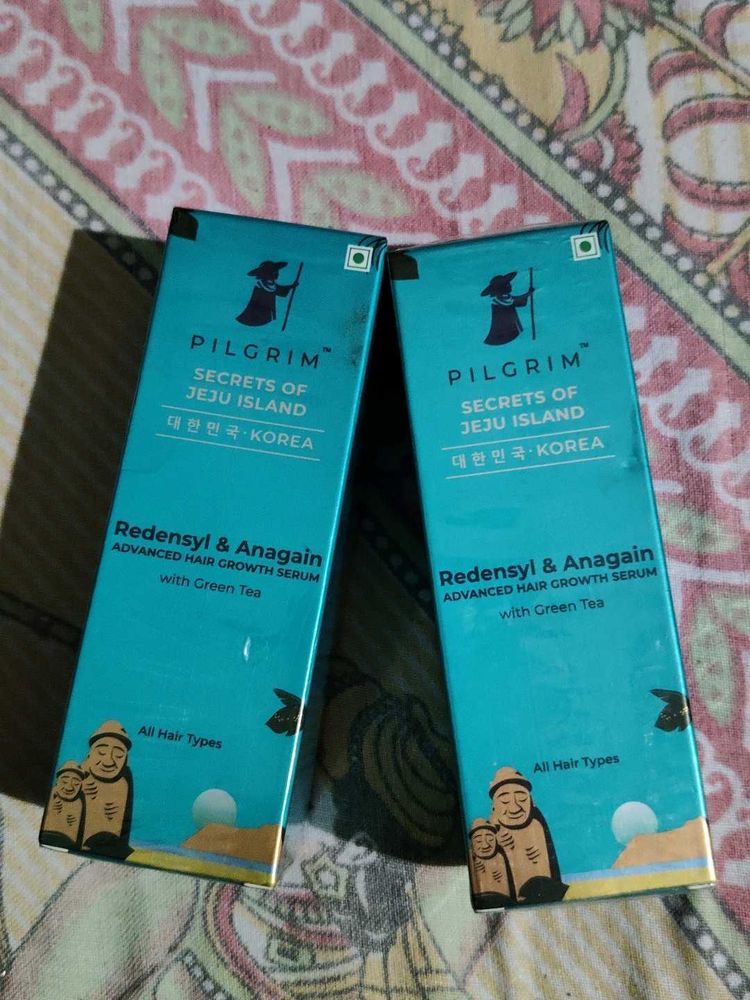 PILGRIM™
SECRETS OF
JEJU ISLAND
대한민국·KOREA
Redensyl & Anagain
ADVANCED HAIR GROWTH SERUM
with Green Tea
All Hair Types
PILGRIM™
SECRETS OF
JEJU ISLAND
대한민국·KOREA
Redensyl & Anagain
ADVANCED HAIR GROWTH SERUM
with Green Tea
All Hair Types